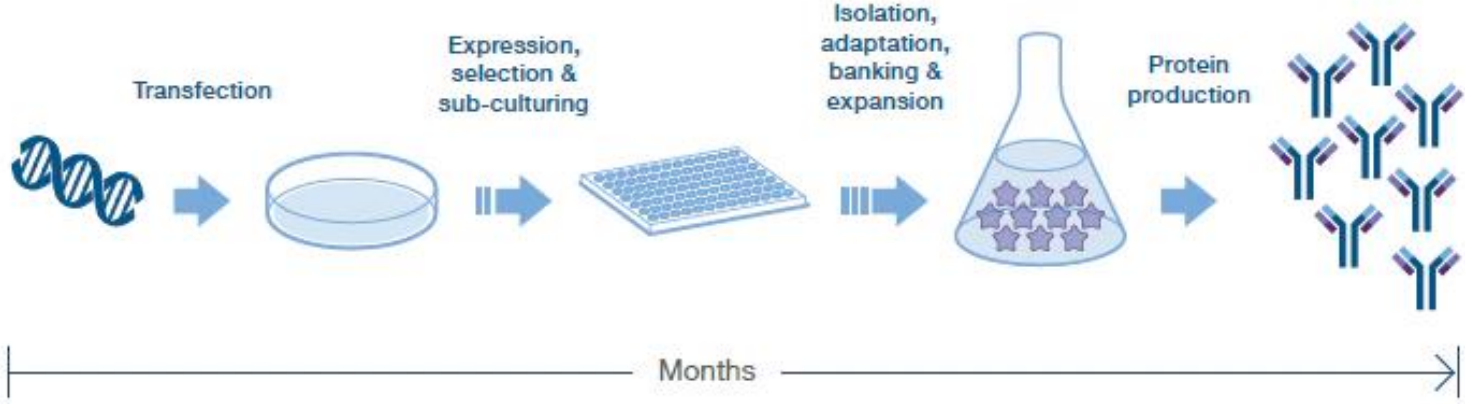 Transfection
Expression,
selection &
sub-culturing
Isolation,
adaptation,
banking &
expansion
Protein
production
Months